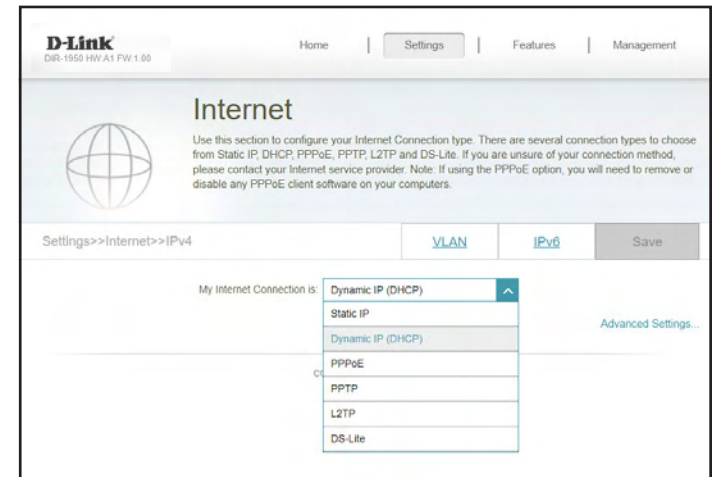 D-Link
DIR-1950 HW:A1 FW:1.00
Home | Settings | Features | Management
Internet
Use this section to configure your Internet Connection type. There are several connection types to choose
from Static IP, DHCP, PPPoE, PPTP, L2TP and DS-Lite. If you are unsure of your connection method,
please contact your Internet service provider. Note: If using the PPPoE option, you will need to remove or
disable any PPPoE client software on your computers.
Settings>>Internet>>IPv4
VLAN
IPv6
Save
My Internet Connection is: Dynamic IP (DHCP)
Static IP
Advanced Settings...
Dynamic IP (DHCP)
PPPoE
PPTP
L2TP
DS-Lite